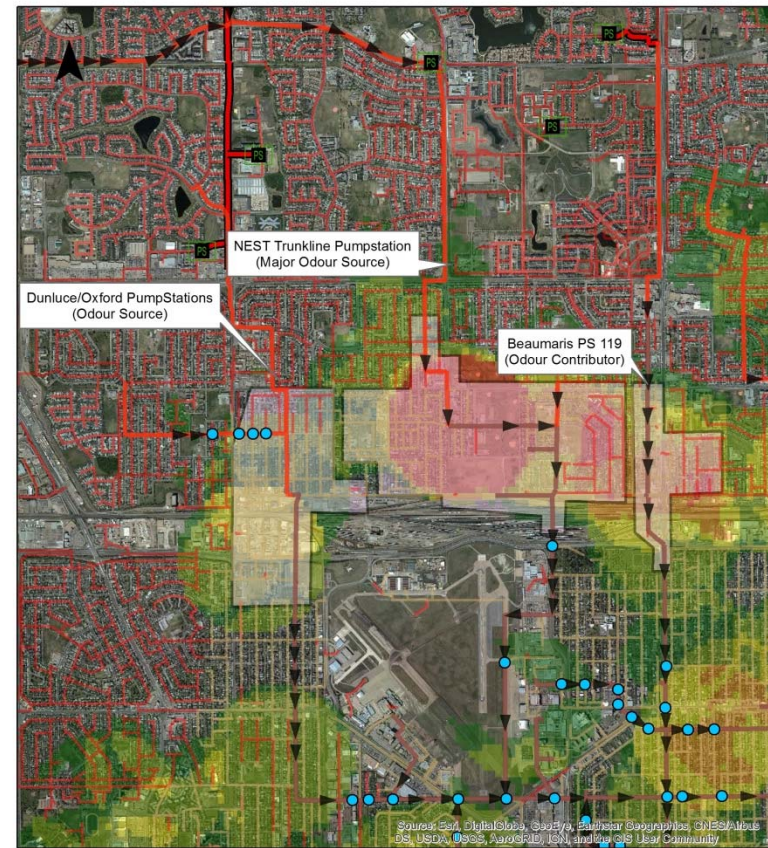 N
PS
PS
PS
PS
PS
NEST Trunkline Pumpstation
(Major Odour Source)
Dunluce/Oxford PumpStations
(Odour Source)
Beaumaris PS 119
(Odour Contributor)
Source: Esri, DigitalGlobe, GeoEye, Earthstar Geographics, CNES/Airbus
DS, USDA, USGS, AeroGRID, IGN, and the GIS User Community